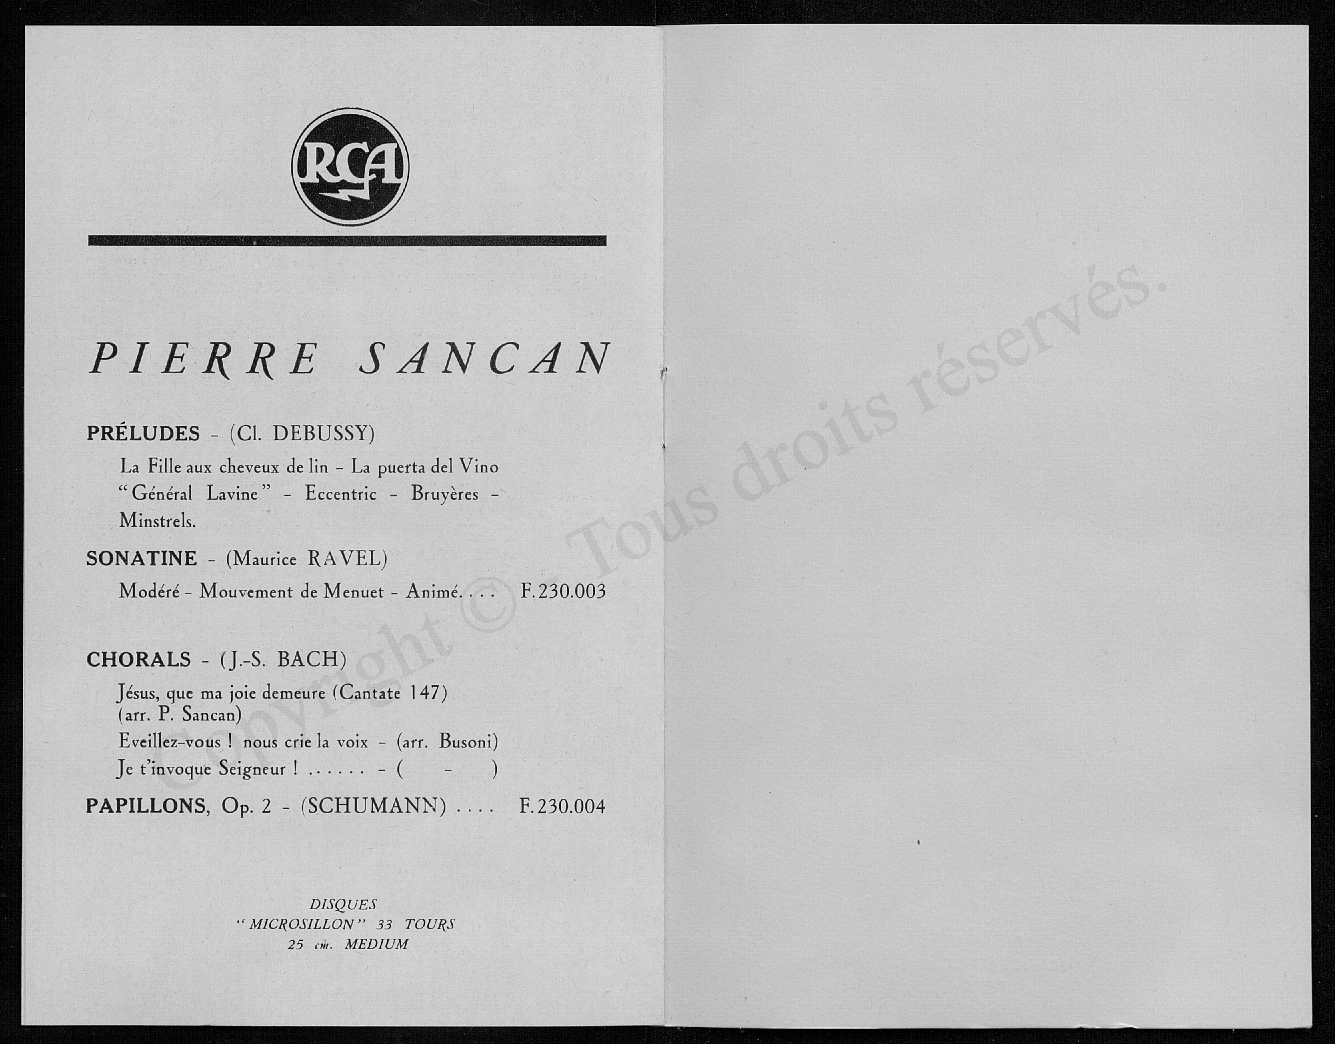 RCA
PIERRE SANCAN
PRÉLUDES - (Cl. DEBUSSY)
La Fille aux cheveux de lin - La puerta del Vino
"Général Lavine" - Eccentric - Bruyères -
Minstrels.
SONATINE - (Maurice RAVEL)
Modéré - Mouvement de Menuet - Animé. . . . F.230.003
CHORALS - (J.-S. BACH)
Jésus, que ma joie demeure (Cantate 147)
(arr. P. Sancan)
Eveillez-vous ! nous crie la voix - (arr. Busoni)
Je t'invoque Seigneur ! . . . . . . - ( - )
PAPILLONS, Op. 2 - (SCHUMANN) . . . . F.230.004
DISQUES
"MICROSILLON" 33 TOURS
25 cm. MEDIUM
Copyright © - Tous droits réservés.